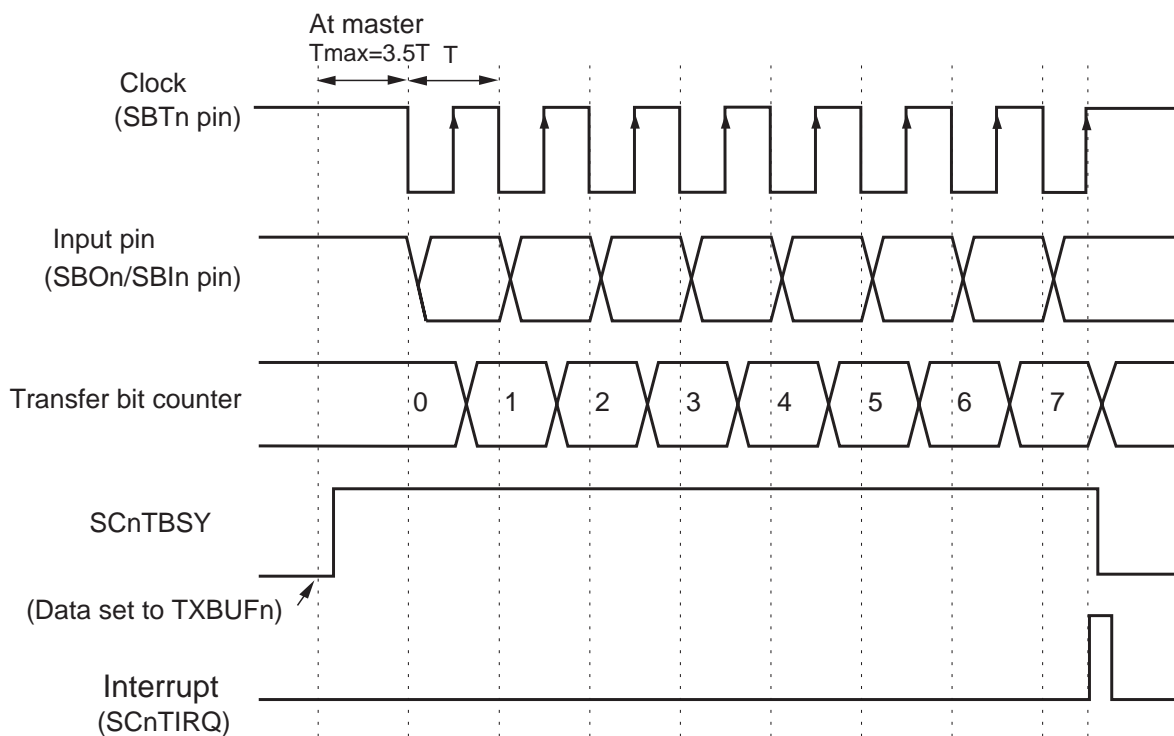 At master
Tmax=3.5T T
Clock
(SBTn pin)
Input pin
(SBOn/SBIn pin)
Transfer bit counter
0 1 2 3 4 5 6 7
SCnTBSY
(Data set to TXBUFn)
Interrupt
(SCnTIRQ)